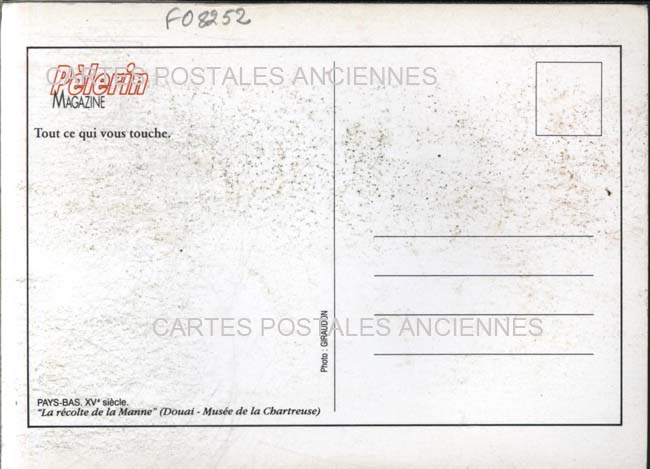 F08252
CARTES POSTALES ANCIENNES
Pèlerin
MAGAZINE
Tout ce qui vous touche.
Photo : GIRAUDON
CARTES POSTALES ANCIENNES
PAYS-BAS. XVe siècle.
"La récolte de la Manne" (Douai - Musée de la Chartreuse)